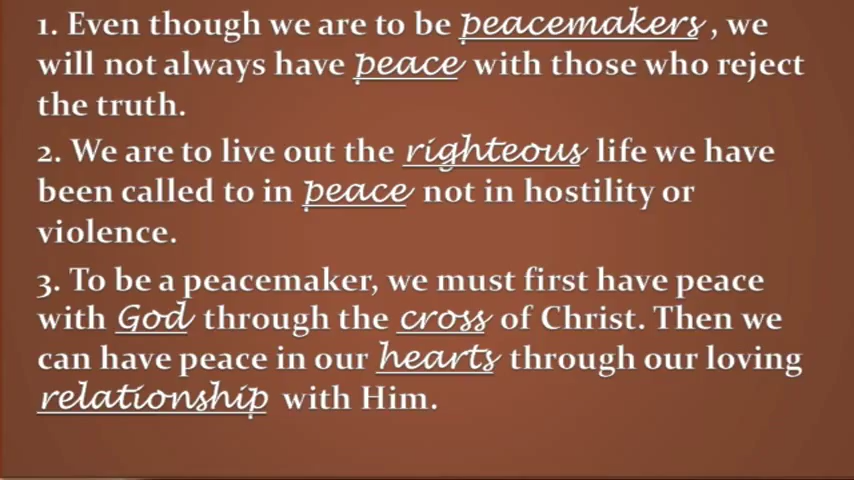 1. Even though we are to be peacemakers, we
will not always have peace with those who reject
the truth.
2. We are to live out the righteous life we have
been called to in peace not in hostility or
violence.
3. To be a peacemaker, we must first have peace
with God through the cross of Christ. Then we
can have peace in our hearts through our loving
relationship with Him.